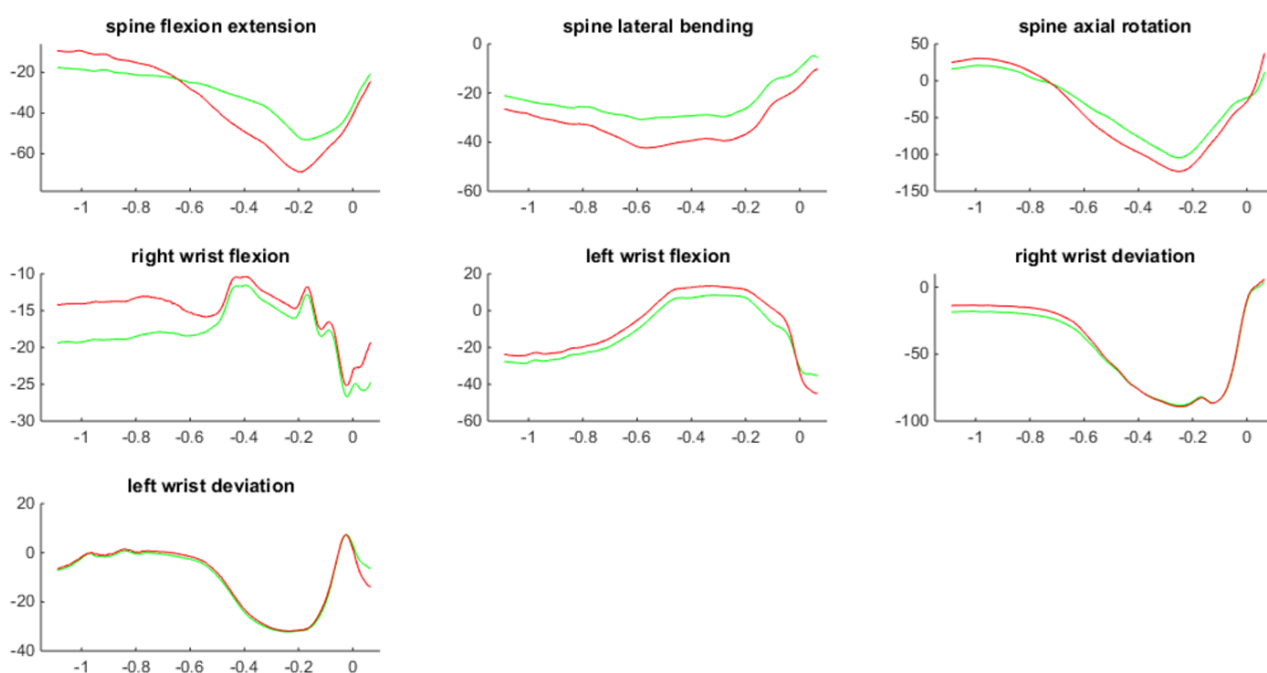 spine flexion extension
-20
-40
-60
-1 -0.8 -0.6 -0.4 -0.2 0
spine lateral bending
0
-20
-40
-60
-1 -0.8 -0.6 -0.4 -0.2 0
spine axial rotation
50
0
-50
-100
-150
-1 -0.8 -0.6 -0.4 -0.2 0
right wrist flexion
-10
-15
-20
-25
-30
-1 -0.8 -0.6 -0.4 -0.2 0
left wrist flexion
20
0
-20
-40
-60
-1 -0.8 -0.6 -0.4 -0.2 0
right wrist deviation
0
-50
-100
-1 -0.8 -0.6 -0.4 -0.2 0
left wrist deviation
20
0
-20
-40
-1 -0.8 -0.6 -0.4 -0.2 0